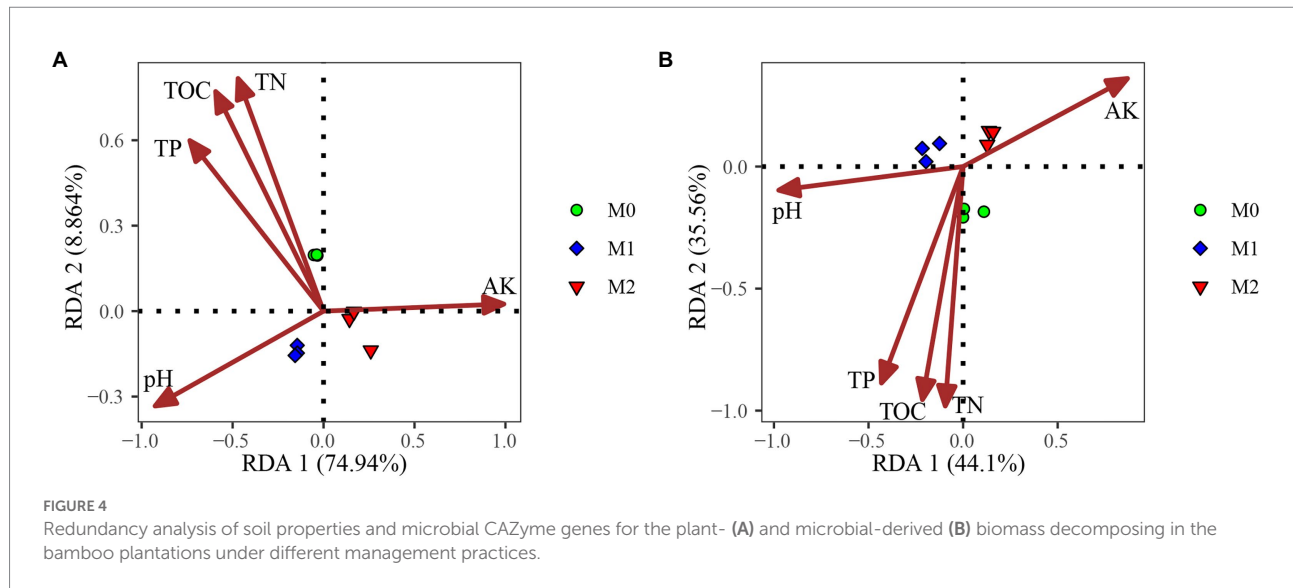 A
TOC
TN
TP
AK
pH
0.6
0.3
0.0
−0.3
−1.0
−0.5
0.0
0.5
1.0
RDA 1 (74.94%)
RDA 2 (8.864%)
M0
M1
M2
B
AK
pH
TP
TOC
TN
0.0
−0.5
−1.0
−1.0
−0.5
0.0
0.5
RDA 1 (44.1%)
RDA 2 (35.56%)
M0
M1
M2
FIGURE 4
Redundancy analysis of soil properties and microbial CAZyme genes for the plant- (A) and microbial-derived (B) biomass decomposing in the
bamboo plantations under different management practices.